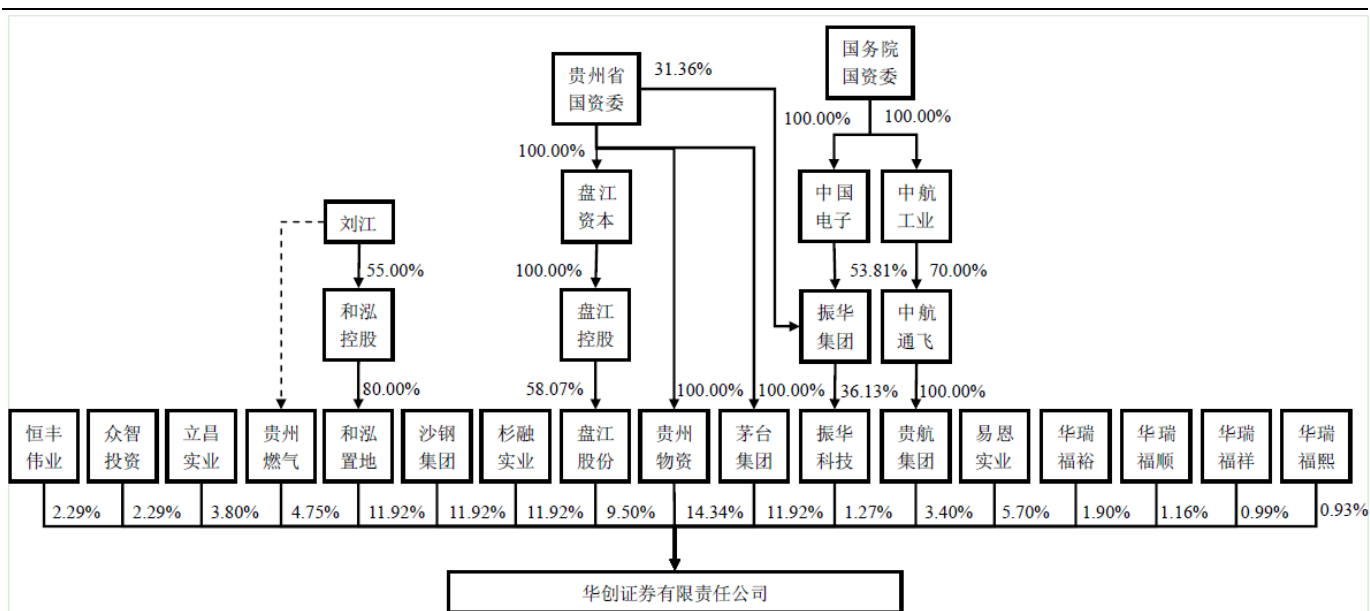 国务院
国资委
贵州省
国资委
31.36%
100.00%
100.00%
100.00%
盘江
资本
中国
电子
中航
工业
刘江
55.00%
100.00%
53.81%
70.00%
和泓
控股
盘江
控股
振华
集团
中航
通飞
80.00%
58.07%
100.00%
100.00%
36.13%
100.00%
恒丰
伟业
众智
投资
立昌
实业
贵州
燃气
和泓
置地
沙钢
集团
杉融
实业
盘江
股份
贵州
物资
茅台
集团
振华
科技
贵航
集团
易恩
实业
华瑞
福裕
华瑞
福顺
华瑞
福祥
华瑞
福熙
2.29%
2.29%
3.80%
4.75%
11.92%
11.92%
11.92%
9.50%
14.34%
11.92%
1.27%
3.40%
5.70%
1.90%
1.16%
0.99%
0.93%
华创证券有限责任公司